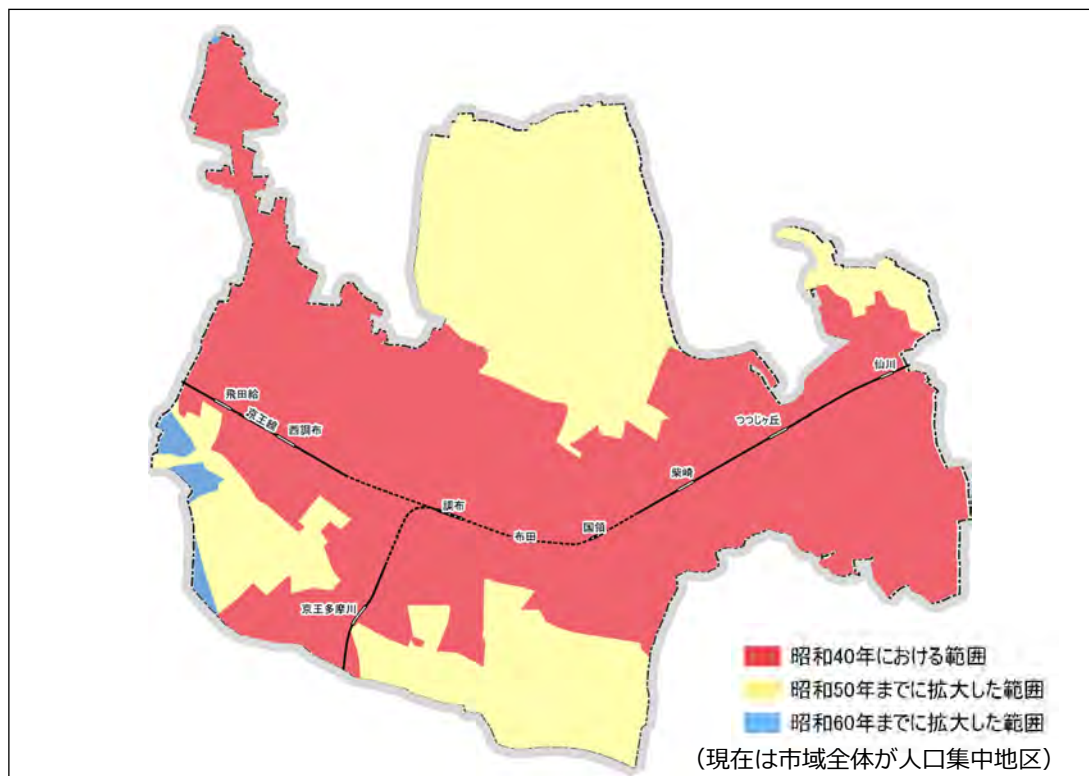 仙川
飛田給
京王線
西調布
つつじヶ丘
柴崎
調布
国領
布田
京王多摩川
昭和40年における範囲
昭和50年までに拡大した範囲
昭和60年までに拡大した範囲
（現在は市域全体が人口集中地区）